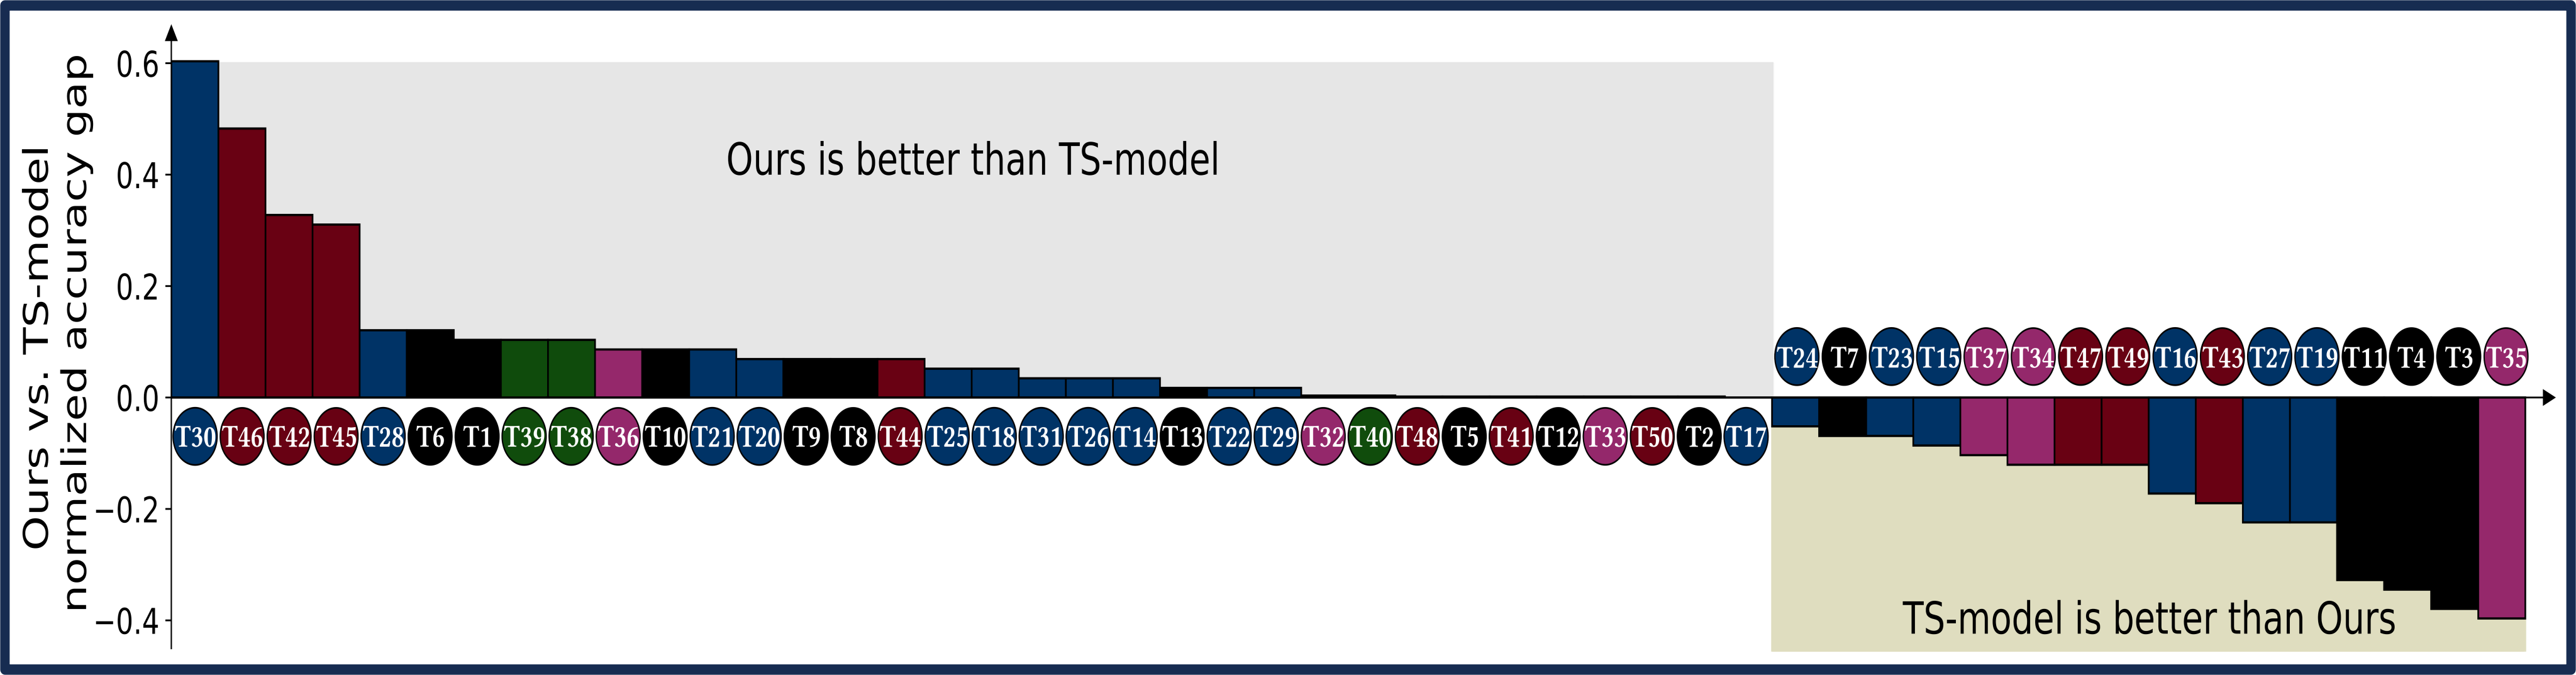 Ours vs. TS-model
normalized accuracy gap
0.6
0.4
0.2
0.0
−0.2
−0.4
Ours is better than TS-model
T24 T7 T23 T15 T37 T34 T47 T49 T16 T43 T27 T19 T11 T4 T3 T35
T30 T46 T42 T45 T28 T6 T1 T39 T38 T36 T10 T21 T20 T9 T8 T44 T25 T18 T31 T26 T14 T13 T22 T29 T32 T40 T48 T5 T41 T12 T33 T50 T2 T17
TS-model is better than Ours